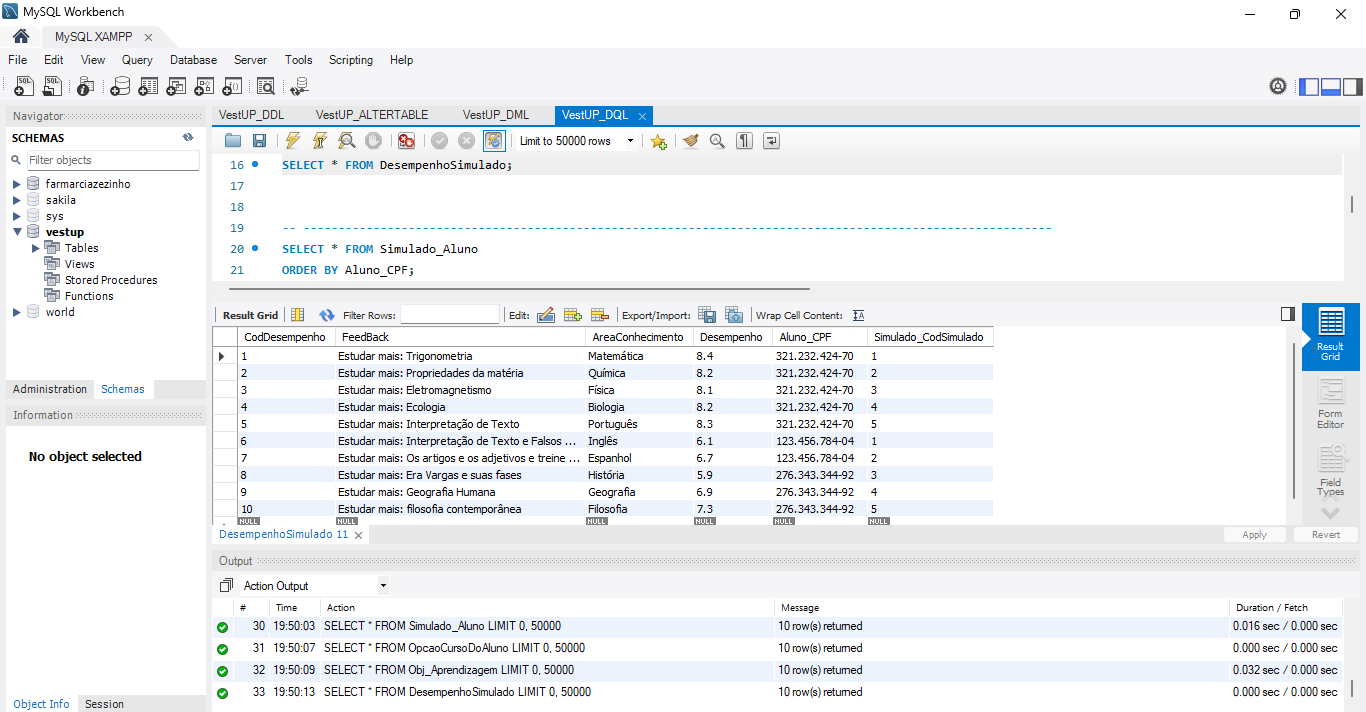 MySQL Workbench
MySQL XAMPP
File Edit View Query Database Server Tools Scripting Help
Navigator
SCHEMAS
Filter objects
farmarciazezinho
sakila
sys
vestup
Tables
Views
Stored Procedures
Functions
world
Administration Schemas
Information
No object selected
Object Info Session
VestUP_DDL VestUP_ALTERTABLE VestUP_DML VestUP_DQL
Limit to 50000 rows
16 SELECT * FROM DesempenhoSimulado;
17
18
19 -- ----------------------------------------------------------------------------------------------------------
20 SELECT * FROM Simulado_Aluno
21 ORDER BY Aluno_CPF;
Result Grid Filter Rows: Edit: Export/Import: Wrap Cell Content: IA
CodDesempenho FeedBack AreaConhecimento Desempenho Aluno_CPF Simulado_CodSimulado
1 Estudar mais: Trigonometria Matemática 8.4 321.232.424-70 1
2 Estudar mais: Propriedades da matéria Química 8.2 321.232.424-70 2
3 Estudar mais: Eletromagnetismo Física 8.1 321.232.424-70 3
4 Estudar mais: Ecologia Biologia 8.2 321.232.424-70 4
5 Estudar mais: Interpretação de Texto Português 8.3 321.232.424-70 5
6 Estudar mais: Interpretação de Texto e Falsos ... Inglês 6.1 123.456.784-04 1
7 Estudar mais: Os artigos e os adjetivos e treine ... Espanhol 6.7 123.456.784-04 2
8 Estudar mais: Era Vargas e suas fases História 5.9 276.343.344-92 3
9 Estudar mais: Geografia Humana Geografia 6.9 276.343.344-92 4
10 Estudar mais: filosofia contemporânea Filosofia 7.3 276.343.344-92 5
NULL NULL NULL NULL NULL NULL
Result
Grid
Form
Editor
Field
Types
DesempenhoSimulado 11 Apply Revert
Output
Action Output
# Time Action Message Duration / Fetch
30 19:50:03 SELECT * FROM Simulado_Aluno LIMIT 0, 50000 10 row(s) returned 0.016 sec / 0.000 sec
31 19:50:07 SELECT * FROM OpcaoCursoDoAluno LIMIT 0, 50000 10 row(s) returned 0.000 sec / 0.000 sec
32 19:50:09 SELECT * FROM Obj_Aprendizagem LIMIT 0, 50000 10 row(s) returned 0.032 sec / 0.000 sec
33 19:50:13 SELECT * FROM DesempenhoSimulado LIMIT 0, 50000 10 row(s) returned 0.000 sec / 0.000 sec